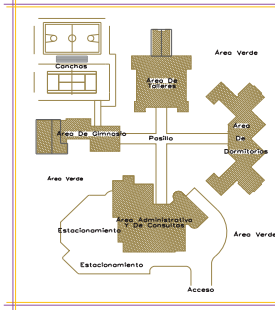 Área Verde
Canchas
Área De
Talleres
Área
De
Dormitorios
Área De Gimnasio
Pasillo
Área Verde
Área Administrativa
Y De Consultas
Estacionamiento
Área Verde
Estacionamiento
Acceso